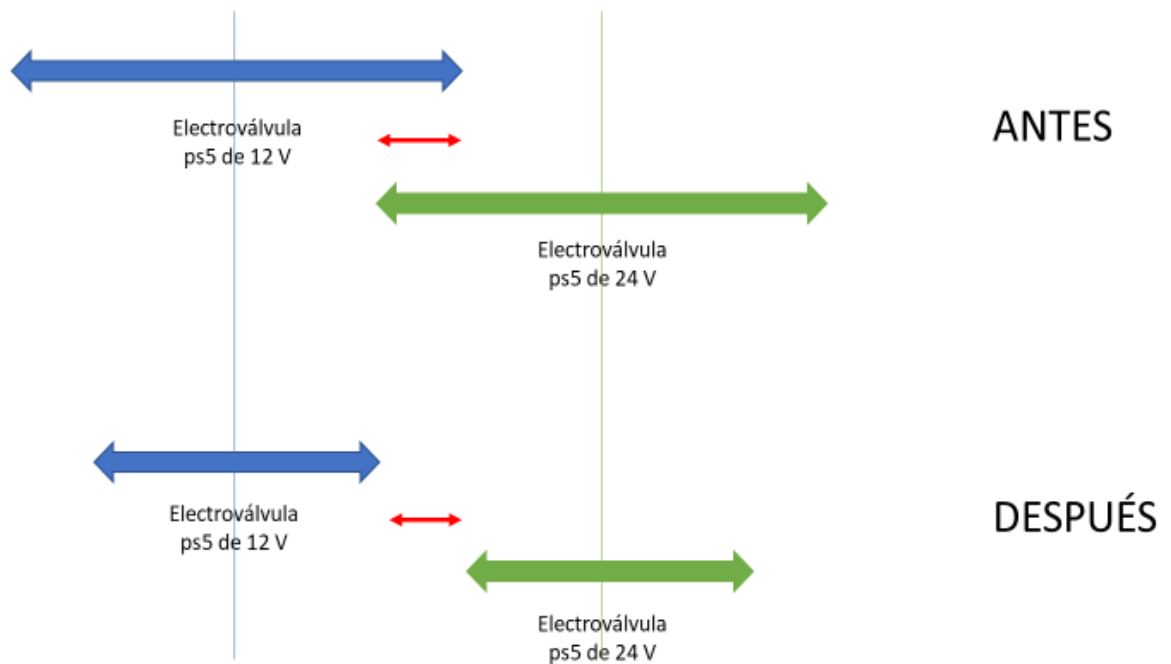 Electroválvula
ps5 de 12 V
ANTES
Electroválvula
ps5 de 24 V
Electroválvula
ps5 de 12 V
DESPUÉS
Electroválvula
ps5 de 24 V